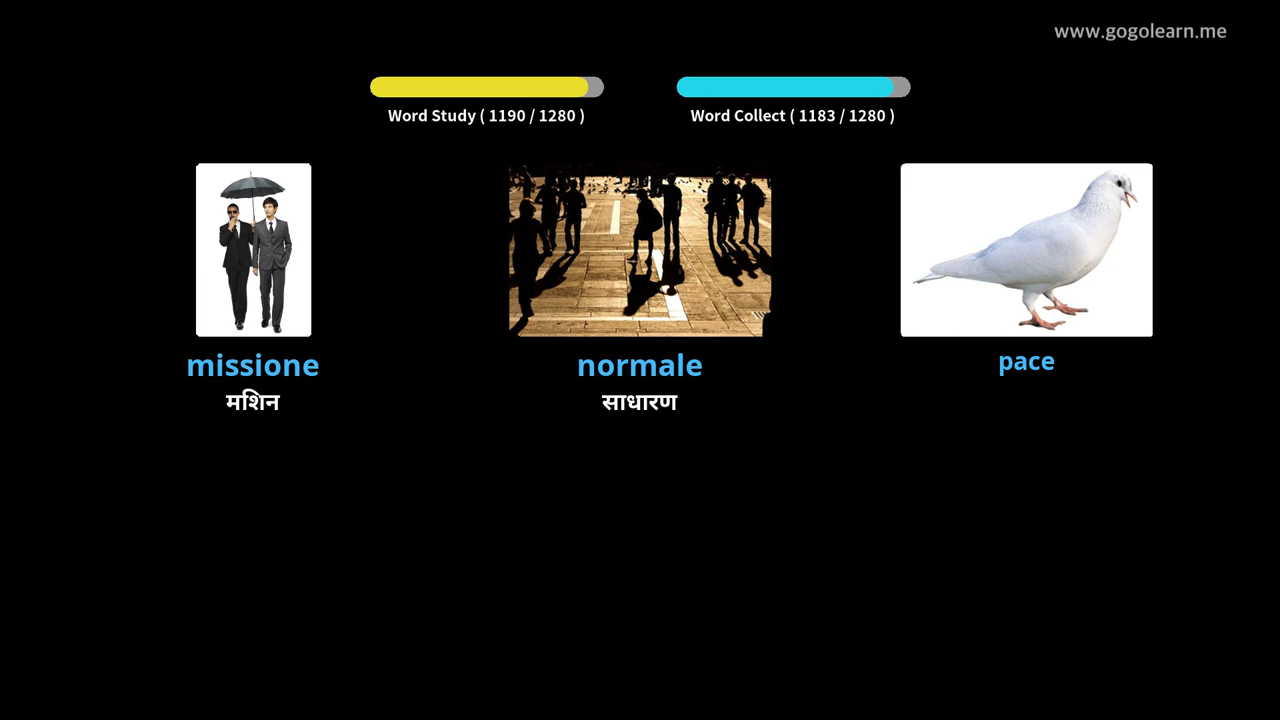 www.gogolearn.me
Word Study ( 1190 / 1280 )
Word Collect ( 1183 / 1280 )
missione
मशिन
normale
साधारण
pace